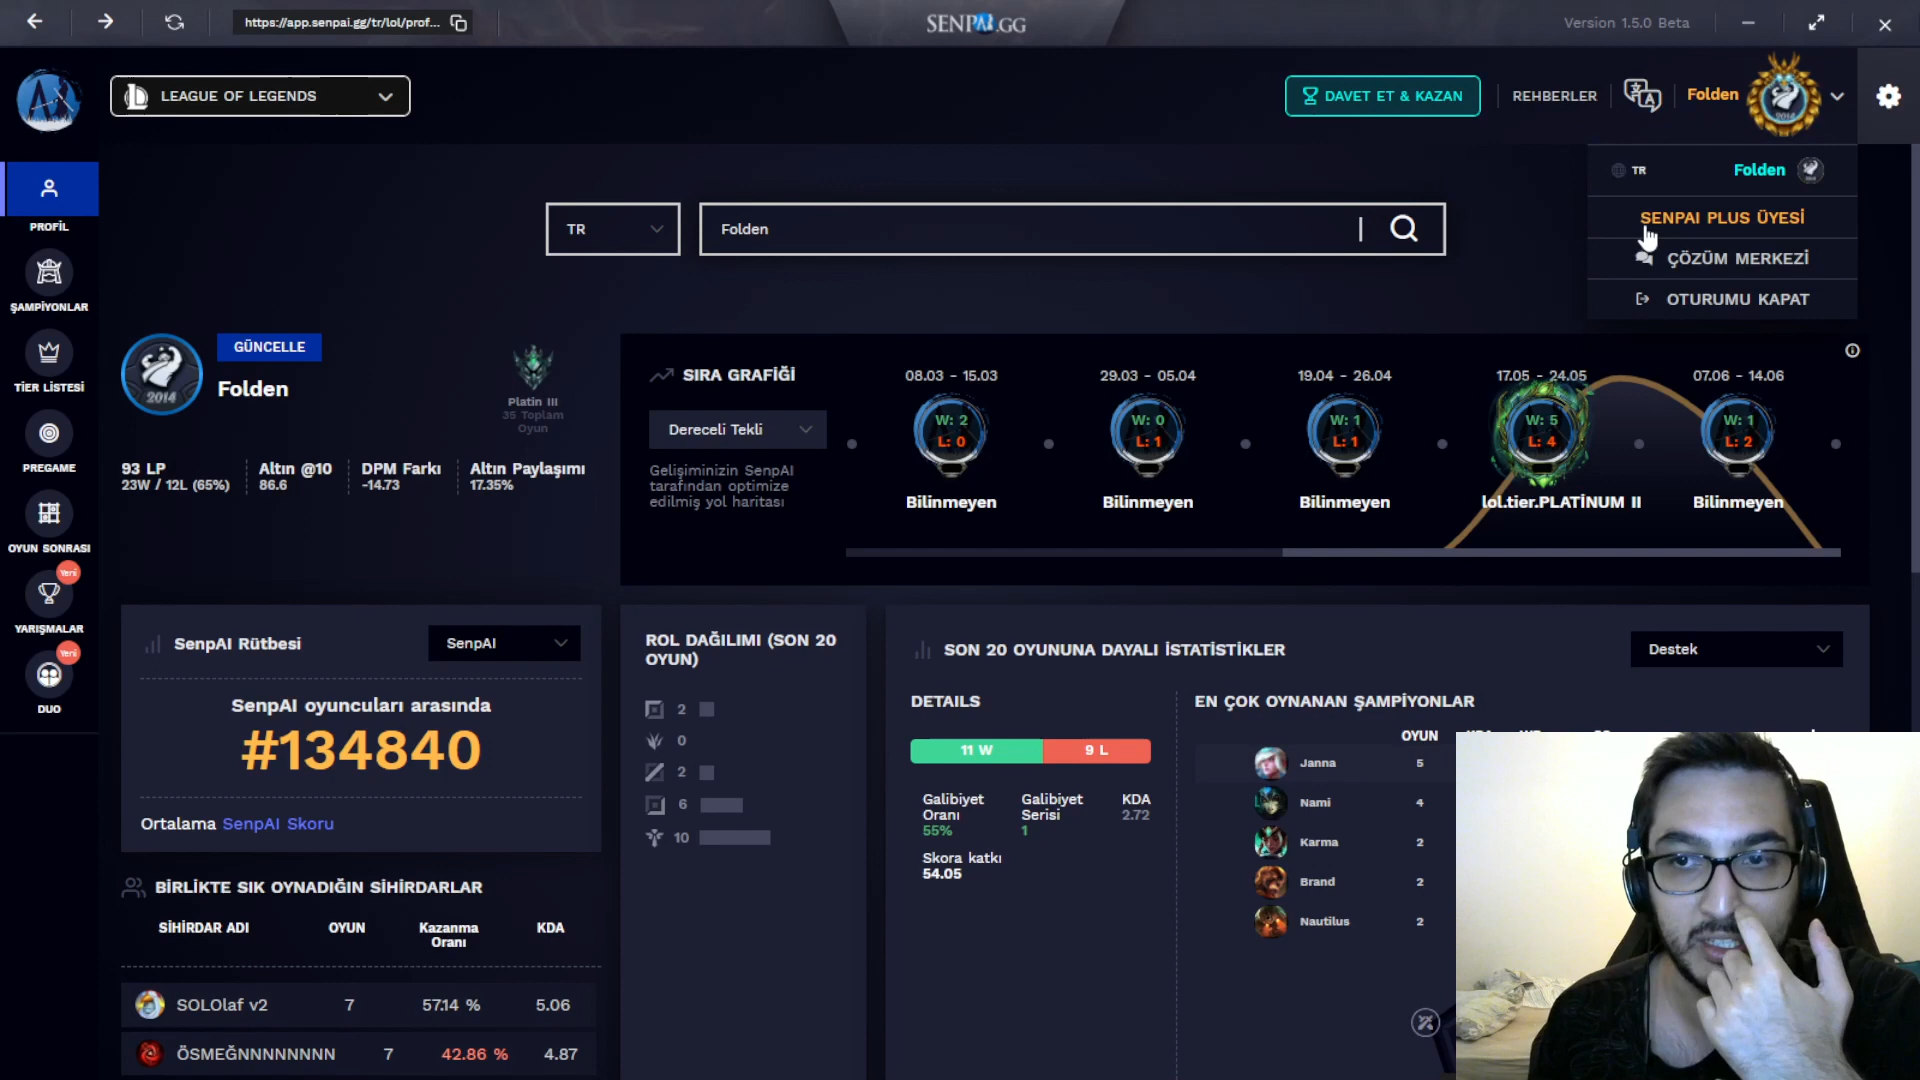 https://app.senpai.gg/tr/lol/prof...
SENPAI.GG
Version 1.5.0 Beta
LEAGUE OF LEGENDS
DAVET ET & KAZAN
REHBERLER
Folden
TR
Folden
SENPAI PLUS ÜYESİ
ÇÖZÜM MERKEZİ
OTURUMU KAPAT
PROFİL
ŞAMPİYONLAR
TİER LİSTESİ
PREGAME
OYUN SONRASI
Yeni
YARIŞMALAR
Yeni
DUO
TR
Folden
GÜNCELLE
Folden
2014
Platin III
35 Toplam
Oyun
93 LP
23W / 12L (65%)
Altın @10
86.6
DPM Farkı
-14.73
Altın Paylaşımı
17.35%
SIRA GRAFİĞİ
Dereceli Tekli
Gelişiminizin SenpAI
tarafından optimize
edilmiş yol haritası
08.03 - 15.03
W: 2
L: 0
Bilinmeyen
29.03 - 05.04
W: 0
L: 1
Bilinmeyen
19.04 - 26.04
W: 1
L: 1
Bilinmeyen
17.05 - 24.05
W: 5
L: 4
lol.tier.PLATİNUM II
07.06 - 14.06
W: 1
L: 2
Bilinmeyen
SenpAI Rütbesi
SenpAI
SenpAI oyuncuları arasında
#134840
Ortalama SenpAI Skoru
BİRLİKTE SIK OYNADIĞIN SİHİRDARLAR
SİHİRDAR ADI OYUN Kazanma Oranı KDA
SOLOlaf v2 7 57.14 % 5.06
ÖSMEĞNNNNNNNN 7 42.86 % 4.87
ROL DAĞILIMI (SON 20
OYUN)
2
0
2
6
10
SON 20 OYUNUNA DAYALI İSTATİSTİKLER
Destek
DETAILS
11 W
9 L
Galibiyet
Oranı
55%
Galibiyet
Serisi
1
KDA
2.72
Skora katkı
54.05
EN ÇOK OYNANAN ŞAMPİYONLAR
OYUN
Janna 5
Nami 4
Karma 2
Brand 2
Nautilus 2